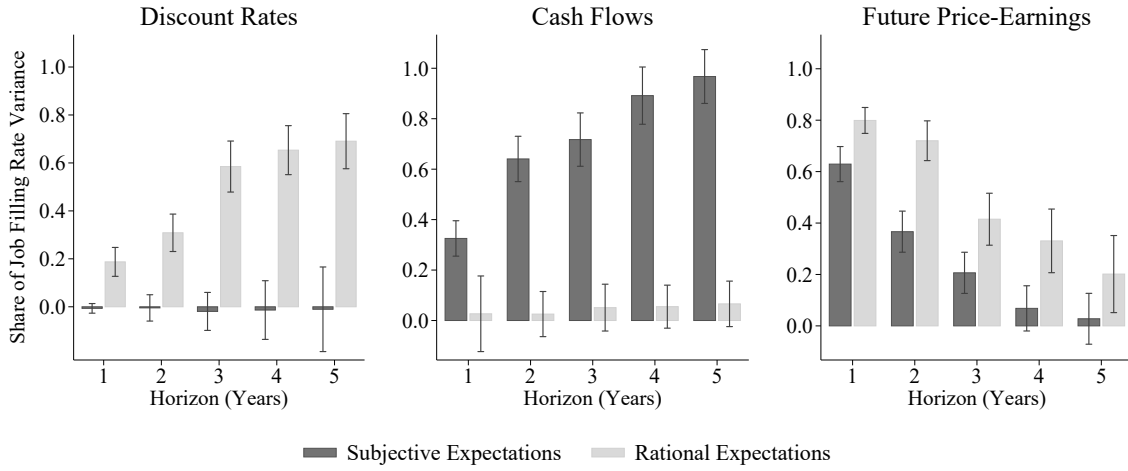 Discount Rates
Cash Flows
Future Price-Earnings
Share of Job Filling Rate Variance
1.0
0.8
0.6
0.4
0.2
0.0
1 2 3 4 5
Horizon (Years)
1.0
0.8
0.6
0.4
0.2
0.0
1 2 3 4 5
Horizon (Years)
1.0
0.8
0.6
0.4
0.2
0.0
1 2 3 4 5
Horizon (Years)
Subjective Expectations
Rational Expectations